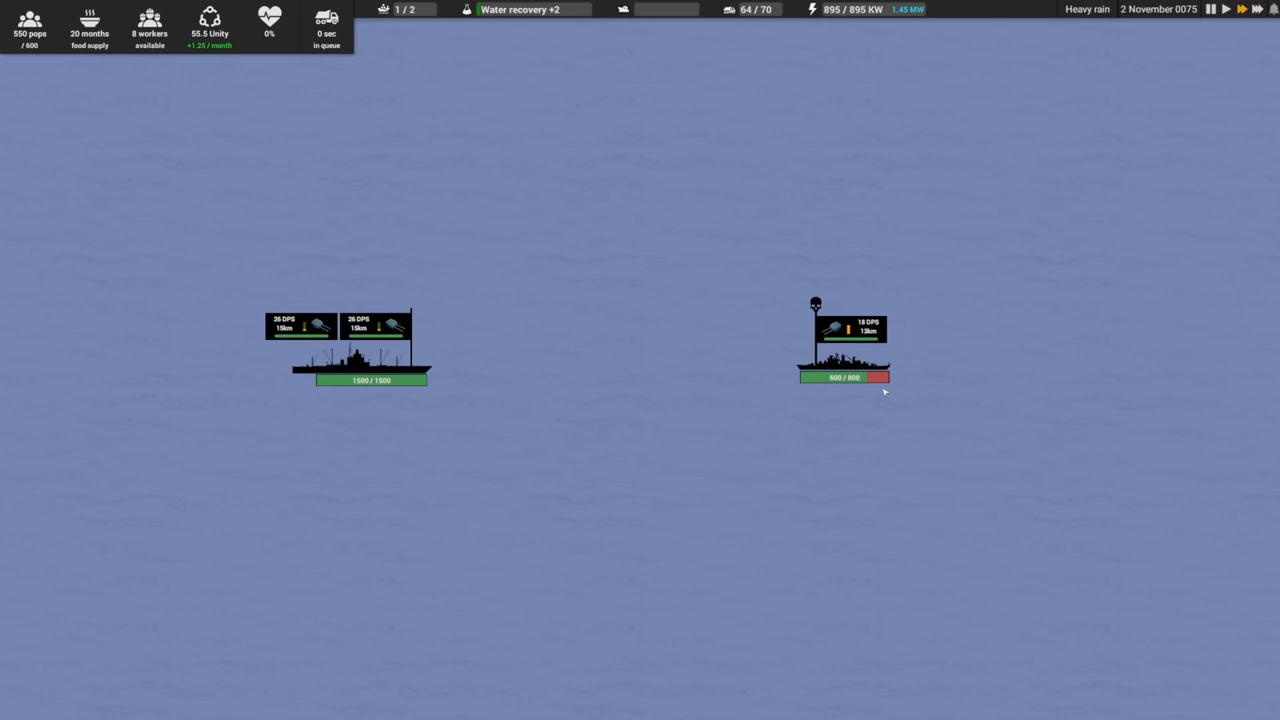 550 pops
/ 600
20 months
food supply
8 workers
available
55.5 Unity
+1.25 / month
0%
0 sec
in queue
1 / 2
Water recovery +2
64 / 70
895 / 895 KW 1.45 MW
Heavy rain
2 November 0075
26 DPS
15km
26 DPS
15km
1500 / 1500
18 DPS
13km
600 / 800